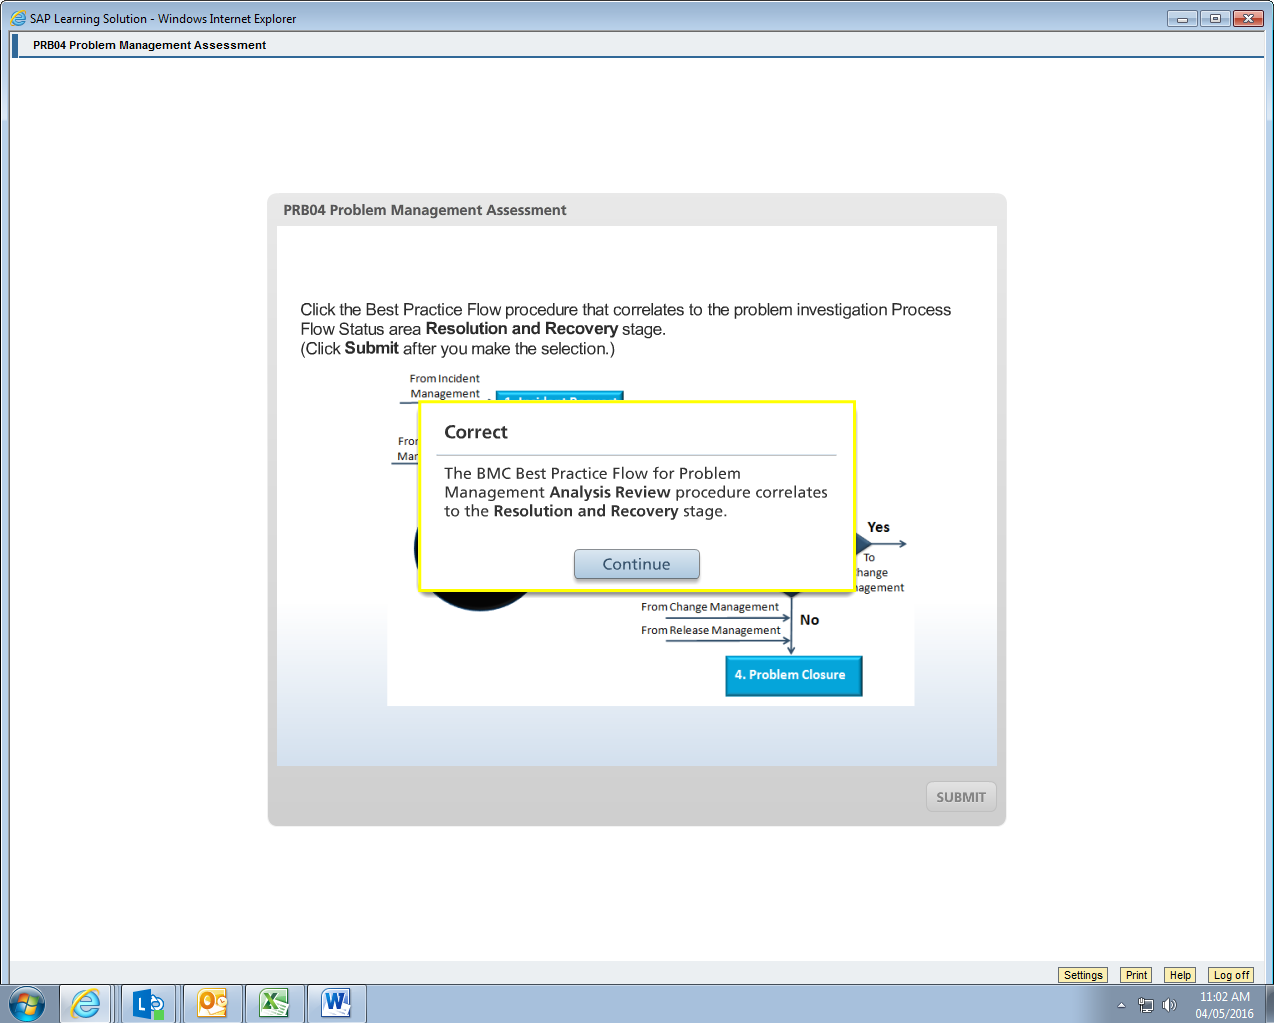 SAP Learning Solution - Windows Internet Explorer
PRB04 Problem Management Assessment
PRB04 Problem Management Assessment
Click the Best Practice Flow procedure that correlates to the problem investigation Process
Flow Status area Resolution and Recovery stage.
(Click Submit after you make the selection.)
From Incident
Management
Correct
The BMC Best Practice Flow for Problem
Management Analysis Review procedure correlates
to the Resolution and Recovery stage.
Continue
Yes
To
From Change Management
No
From Release Management
4. Problem Closure
SUBMIT
Settings Print Help Log off
11:02 AM
04/05/2016